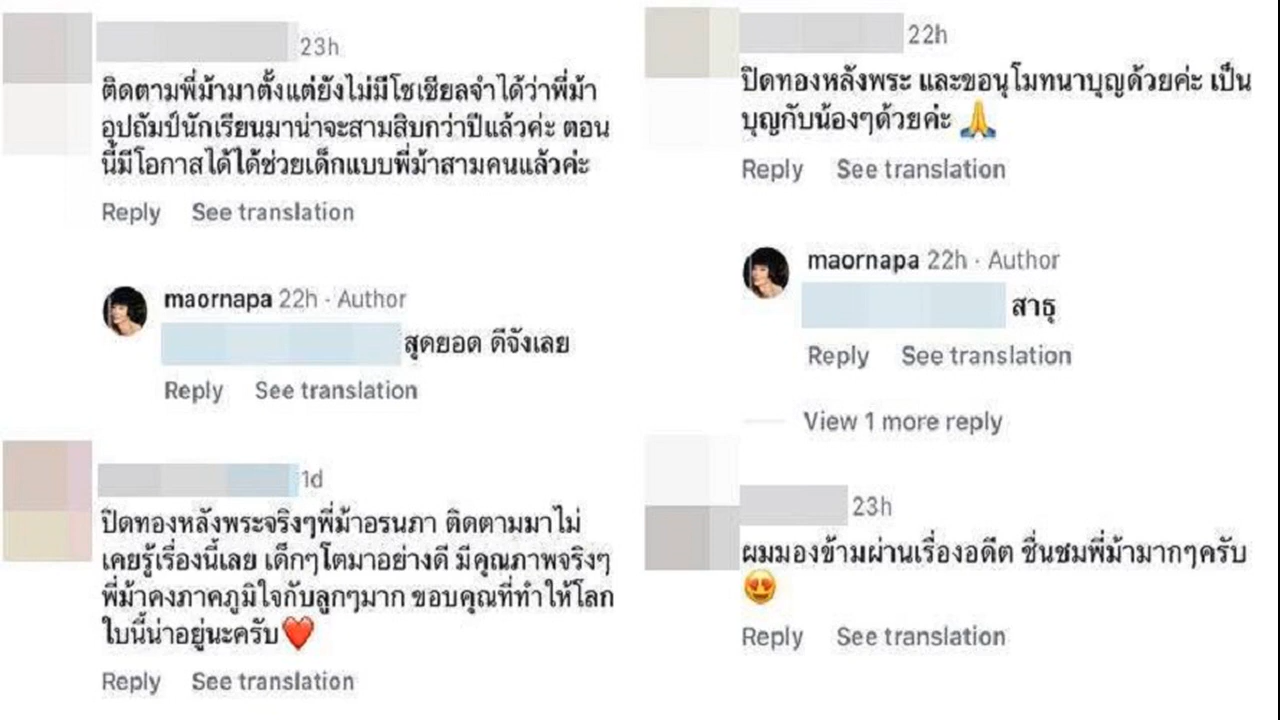 23h
ติดตามพี่ม้ามาตั้งแต่ยังไม่มีโซเชียลจำได้ว่าพี่ม้า
อุปถัมป์นักเรียนมาน่าจะสามสิบกว่าปีแล้วค่ะ ตอน
นี้มีโอกาสได้ได้ช่วยเด็กแบบพี่ม้าสามคนแล้วค่ะ
Reply See translation
maornapa 22h · Author
สุดยอด ดีจังเลย
Reply See translation
1d
ปิดทองหลังพระจริงๆพี่ม้าอรนภา ติดตามมาไม่
เคยรู้เรื่องนี้เลย เด็กๆโตมาอย่างดี มีคุณภาพจริงๆ
พี่ม้าคงภาคภูมิใจกับลูกๆมาก ขอบคุณที่ทำให้โลก
ใบนี้น่าอยู่นะครับ❤️
Reply See translation
22h
ปิดทองหลังพระ และขออนุโมทนาบุญด้วยค่ะ เป็น
บุญกับน้องๆด้วยค่ะ 🙏
Reply See translation
maornapa 22h · Author
สาธุ
Reply See translation
View 1 more reply
23h
ผมมองข้ามผ่านเรื่องอดีต ชื่นชมพี่ม้ามากๆครับ
😍
Reply See translation